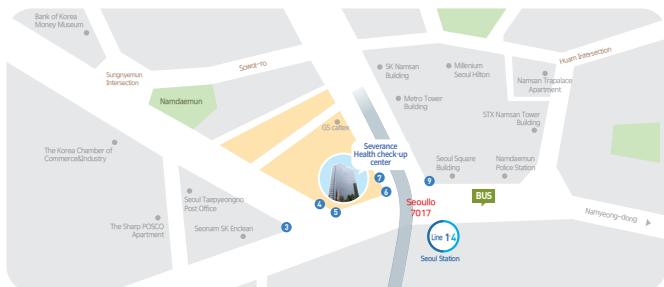 Bank of Korea
Money Museum
Sungnyemun
Intersection
Sowol-ro
Namdaemun
SK Namsan
Building
Millenium
Seoul Hilton
Huam Intersection
Namsan Trapalace
Apartment
Metro Tower
Building
STX Namsan Tower
Building
GS caltex
The Korea Chamber of
Commerce&Industry
Severance
Health check-up
center
Seoul Square
Building
Namdaemun
Police Station
7
9
6
4
5
3
Seoul Taepyeongno
Post Office
BUS
Seoullo
7017
The Sharp POSCO
Apartment
Seonam SK Enclean
Line 1·4
Seoul Station
Namyeong-dong